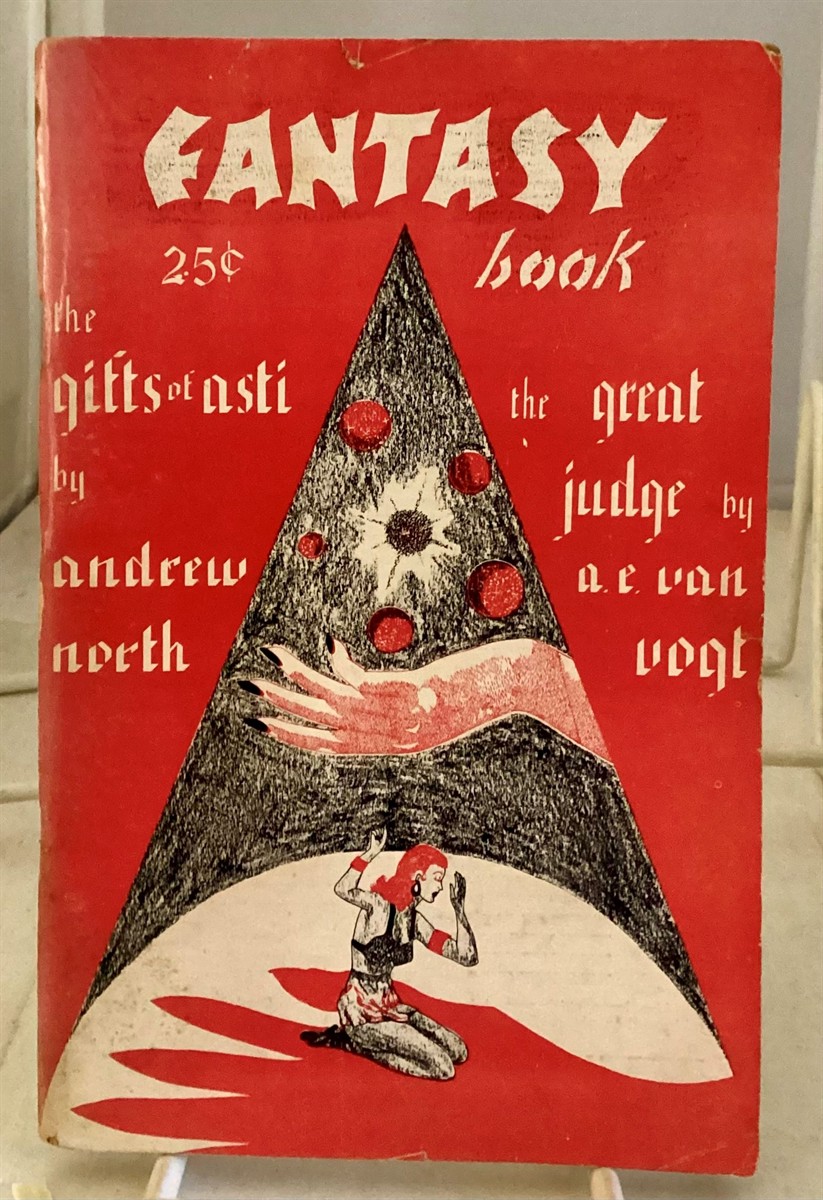 FANTASY
book
25¢
the
gifts of asti
by
andrew
north
the great
judge by
a. e. van
vogt